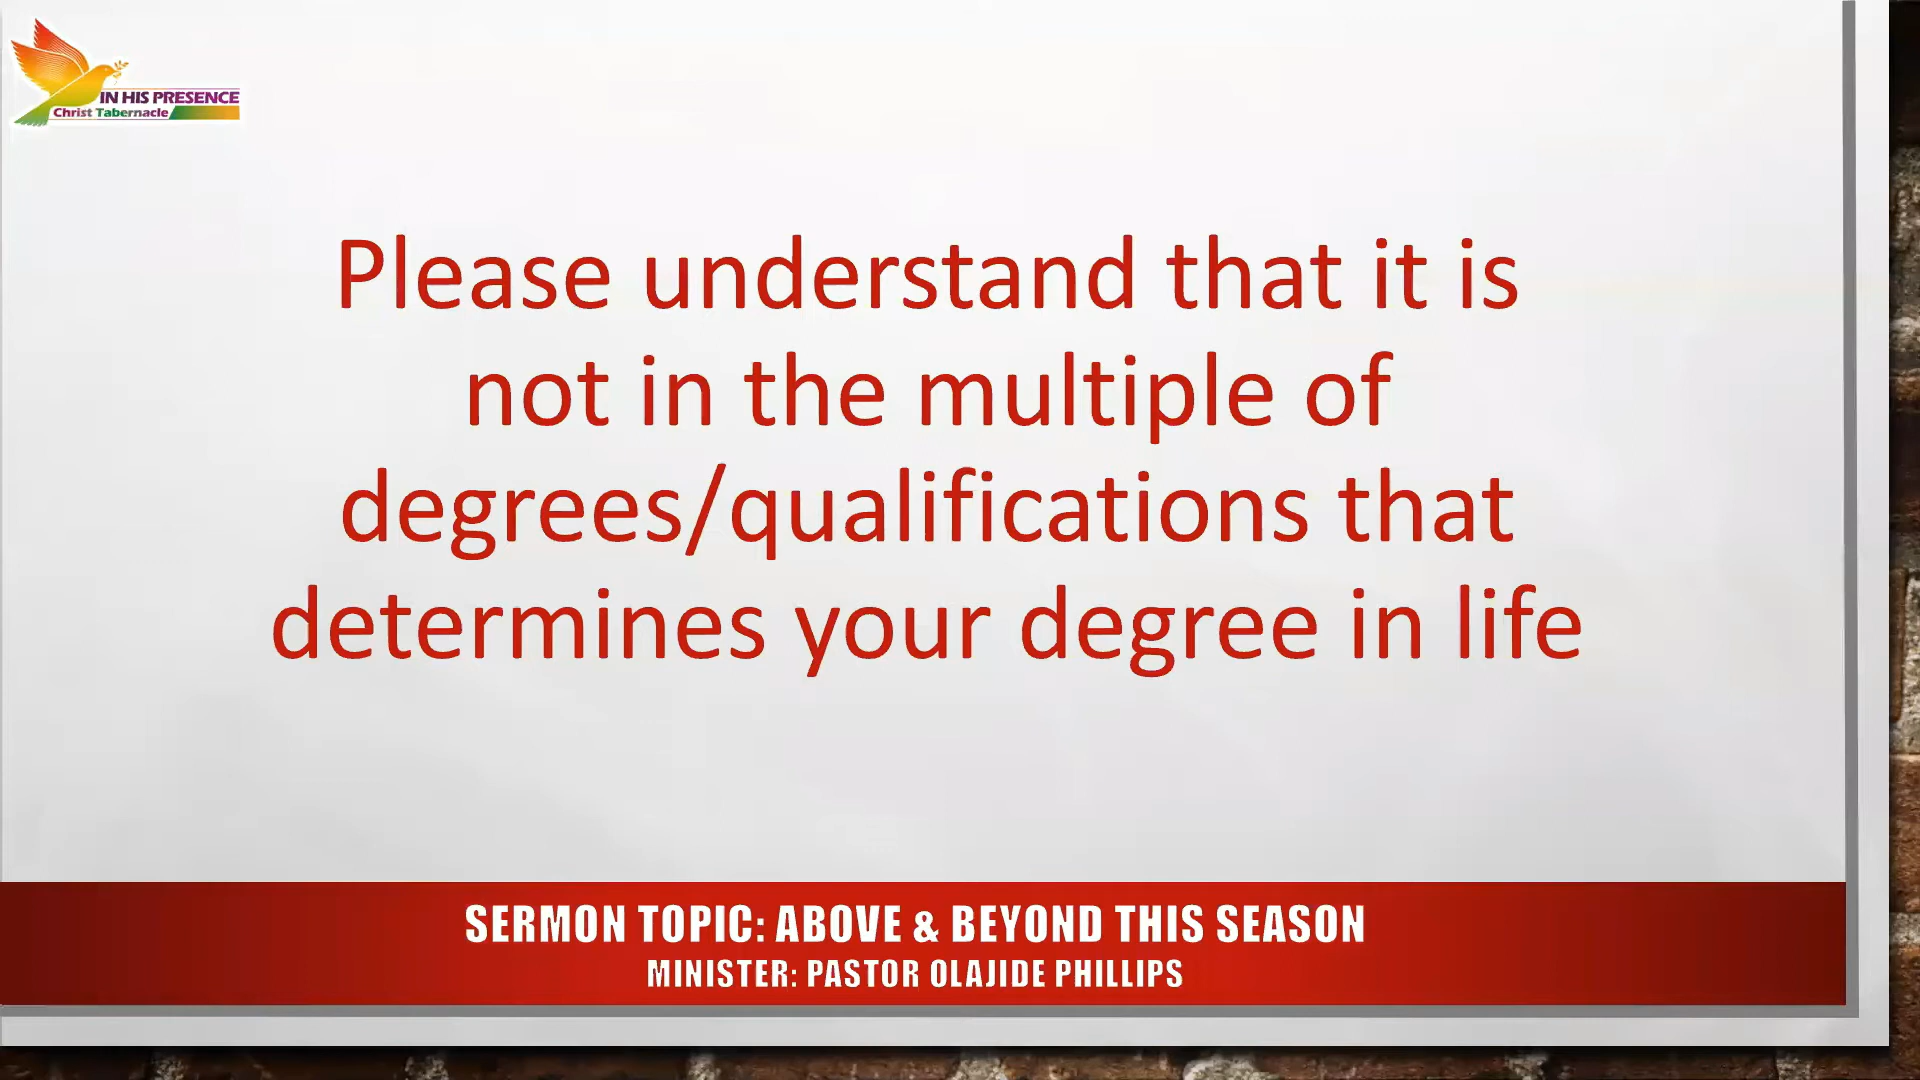 IN HIS PRESENCE
Christ Tabernacle
Please understand that it is
not in the multiple of
degrees/qualifications that
determines your degree in life
SERMON TOPIC: ABOVE & BEYOND THIS SEASON
MINISTER: PASTOR OLAJIDE PHILLIPS